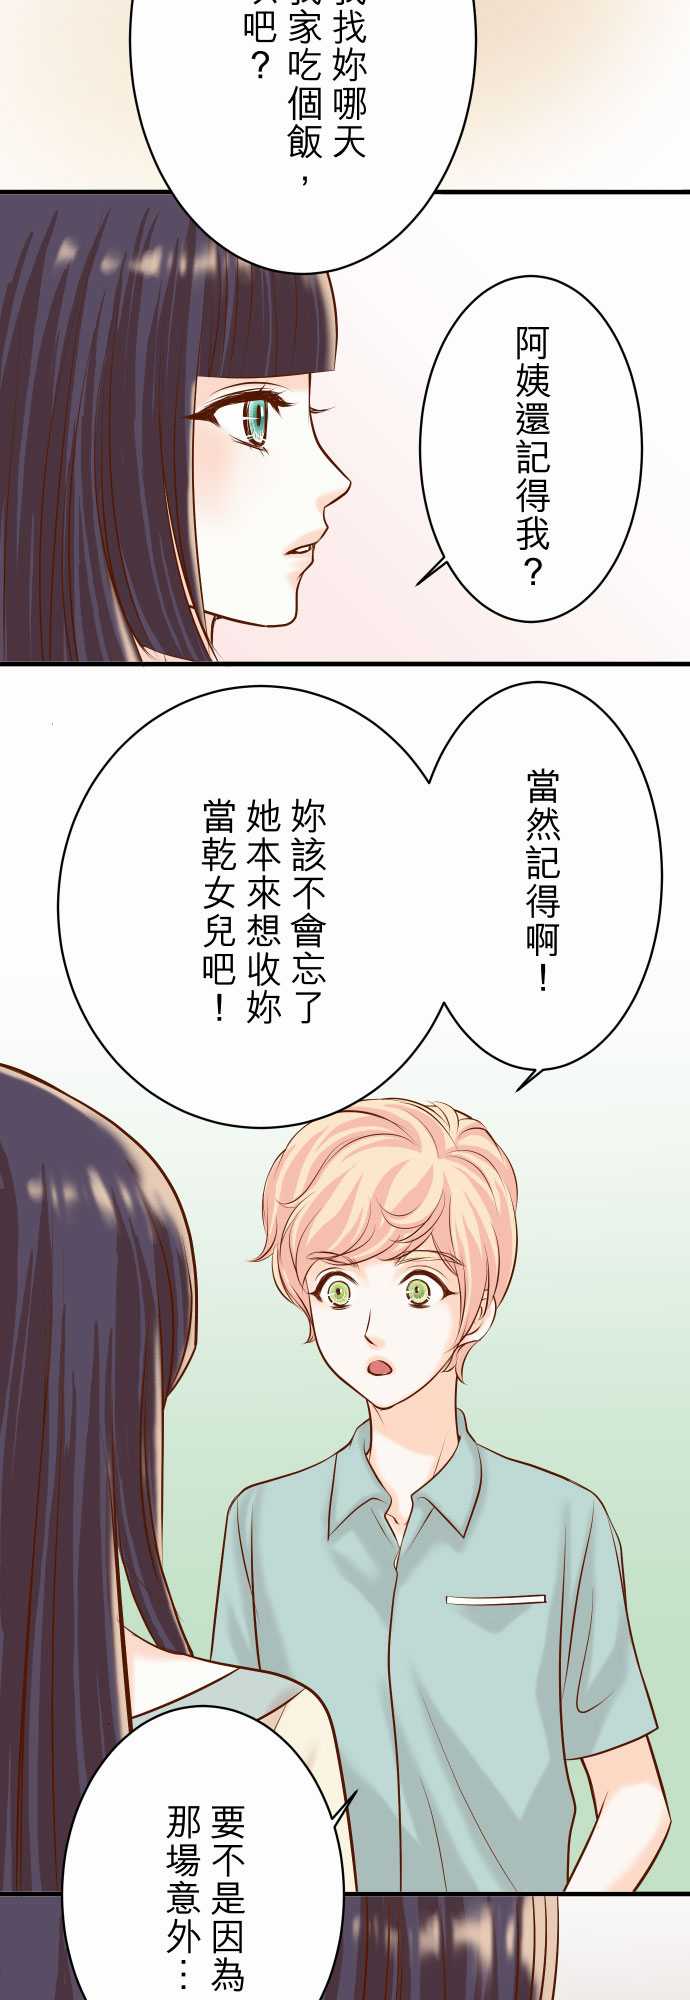 找妳哪天
我家吃個飯，
吧？
阿姨還記得我？
當然記得啊！
妳該不會忘了
她本來想收妳
當乾女兒吧！
要不是因為
那場意外…